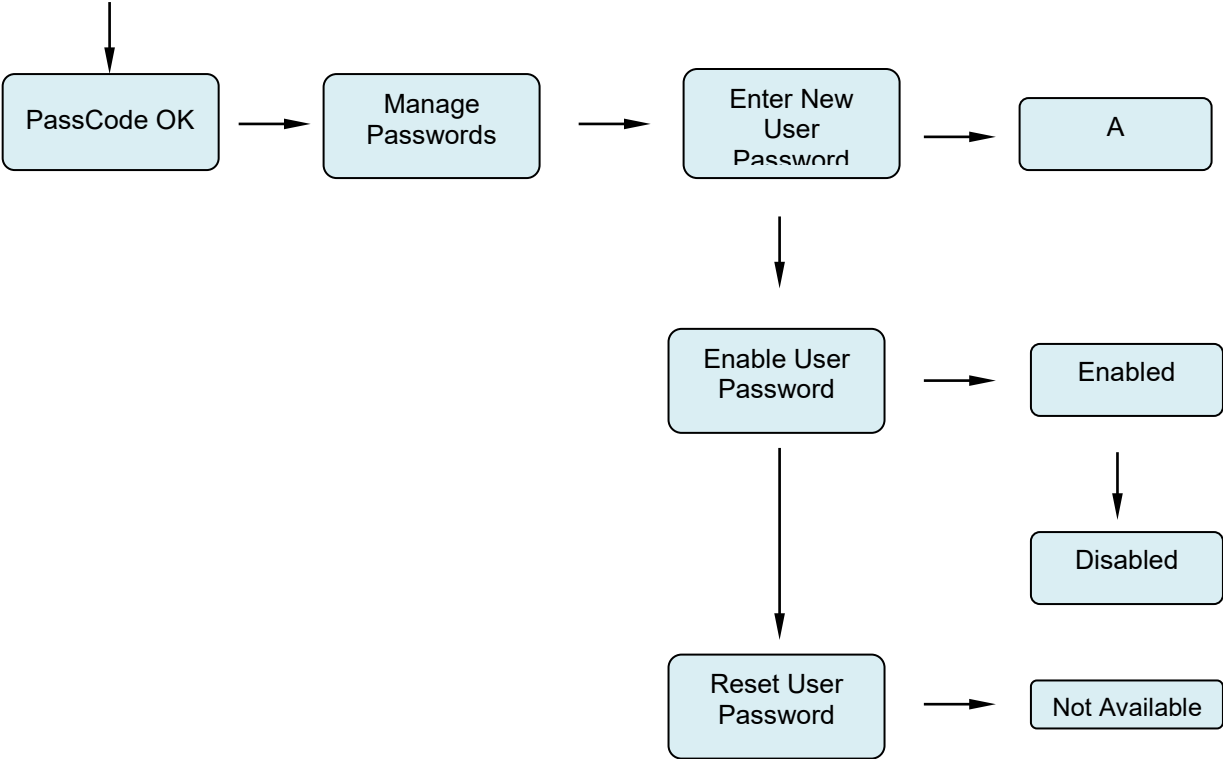 PassCode OK
Manage
Passwords
Enter New
User
Password
A
Enable User
Password
Enabled
Disabled
Reset User
Password
Not Available